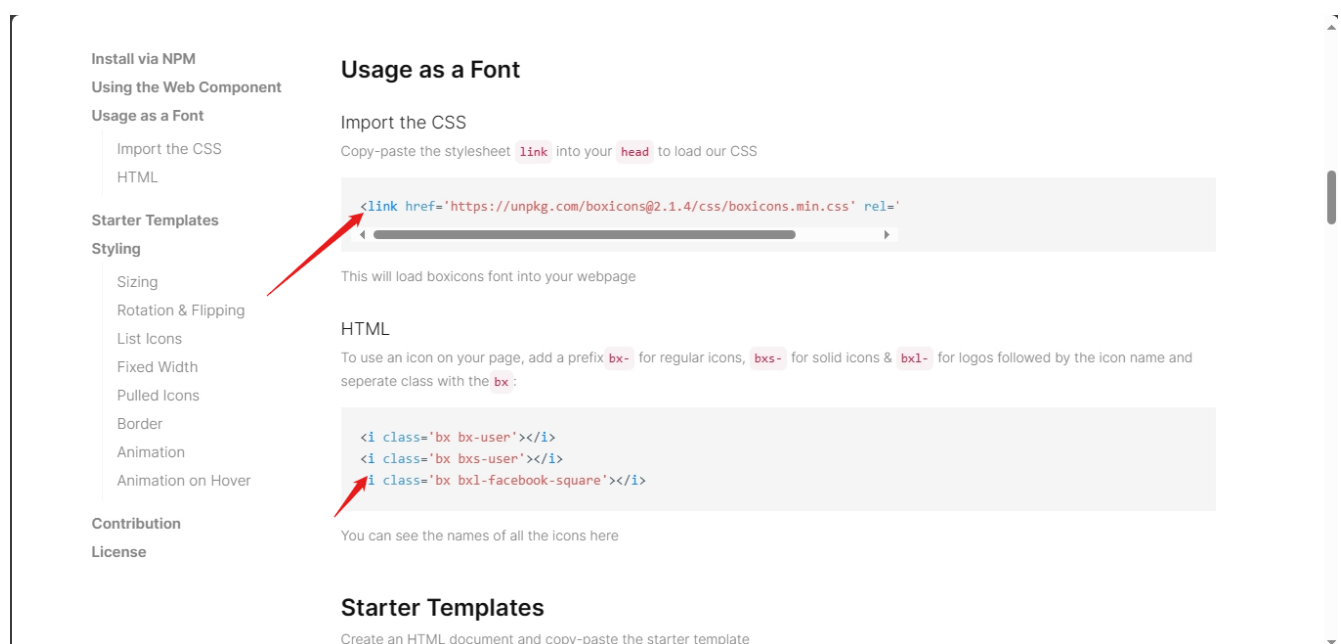 Install via NPM
Using the Web Component
Usage as a Font
Import the CSS
HTML
Starter Templates
Styling
Sizing
Rotation & Flipping
List Icons
Fixed Width
Pulled Icons
Border
Animation
Animation on Hover
Contribution
License
Usage as a Font
Import the CSS
Copy-paste the stylesheet link into your head to load our CSS
<link href='https://unpkg.com/boxicons@2.1.4/css/boxicons.min.css' rel='
This will load boxicons font into your webpage
HTML
To use an icon on your page, add a prefix bx- for regular icons, bxs- for solid icons & bxl- for logos followed by the icon name and
seperate class with the bx :
<i class='bx bx-user'></i>
<i class='bx bxs-user'></i>
i class='bx bxl-facebook-square'></i>
You can see the names of all the icons here
Starter Templates
Create an HTML document and copy-paste the starter template